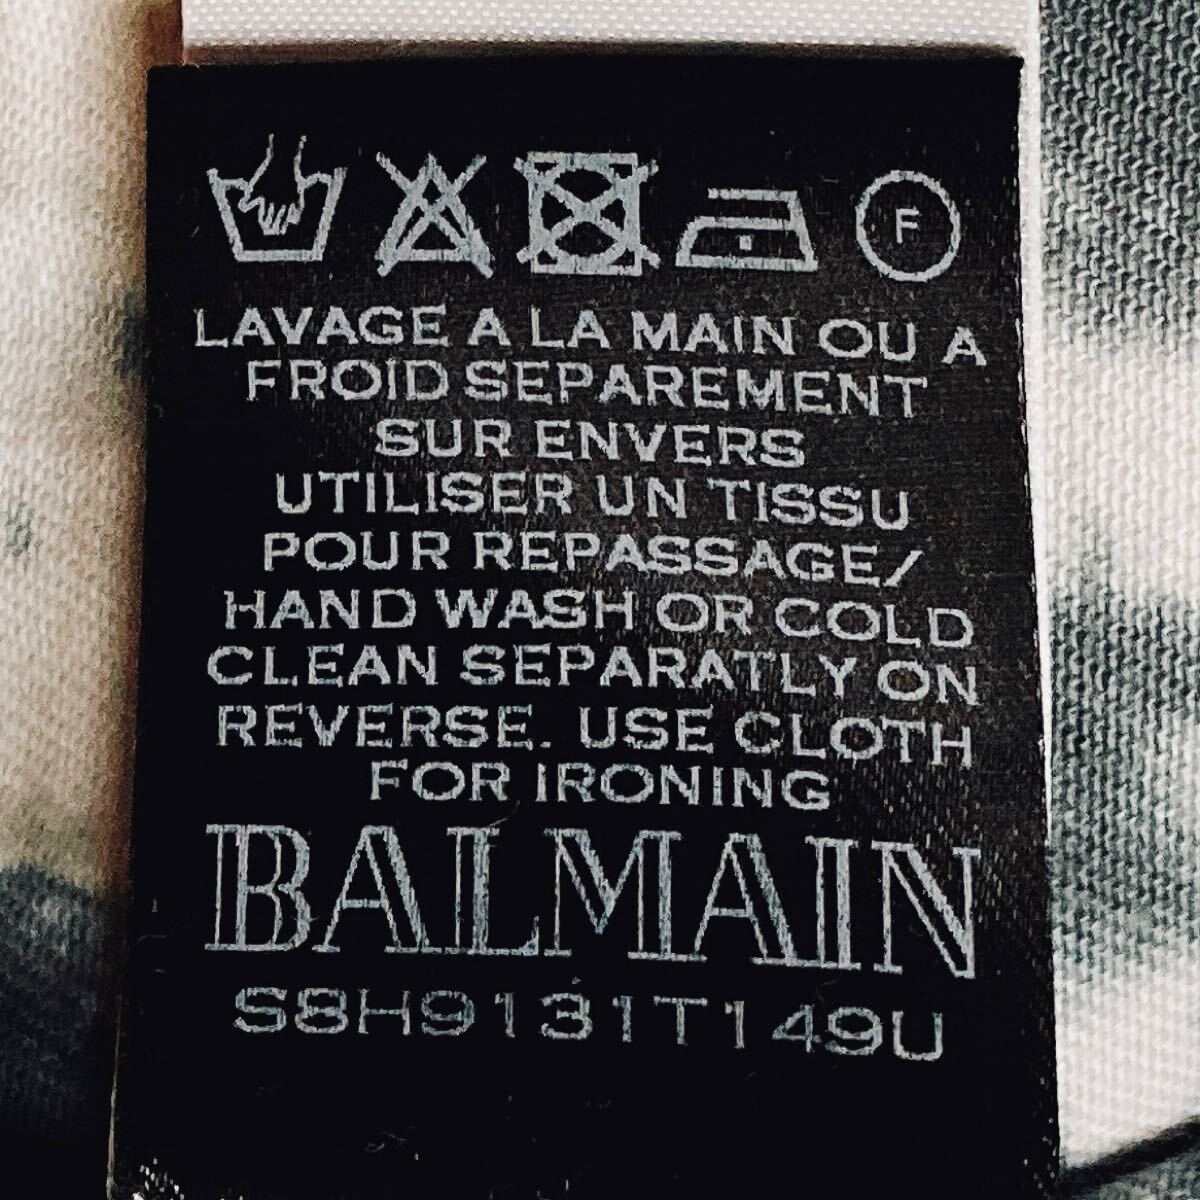 F
LAVAGE A LA MAIN OU A
FROID SEPAREMENT
SUR ENVERS
UTILISER UN TISSU
POUR REPASSAGE/
HAND WASH OR COLD
CLEAN SEPARATLY ON
REVERSE. USE CLOTH
FOR IRONING
BALMAIN
S8H9131T149U